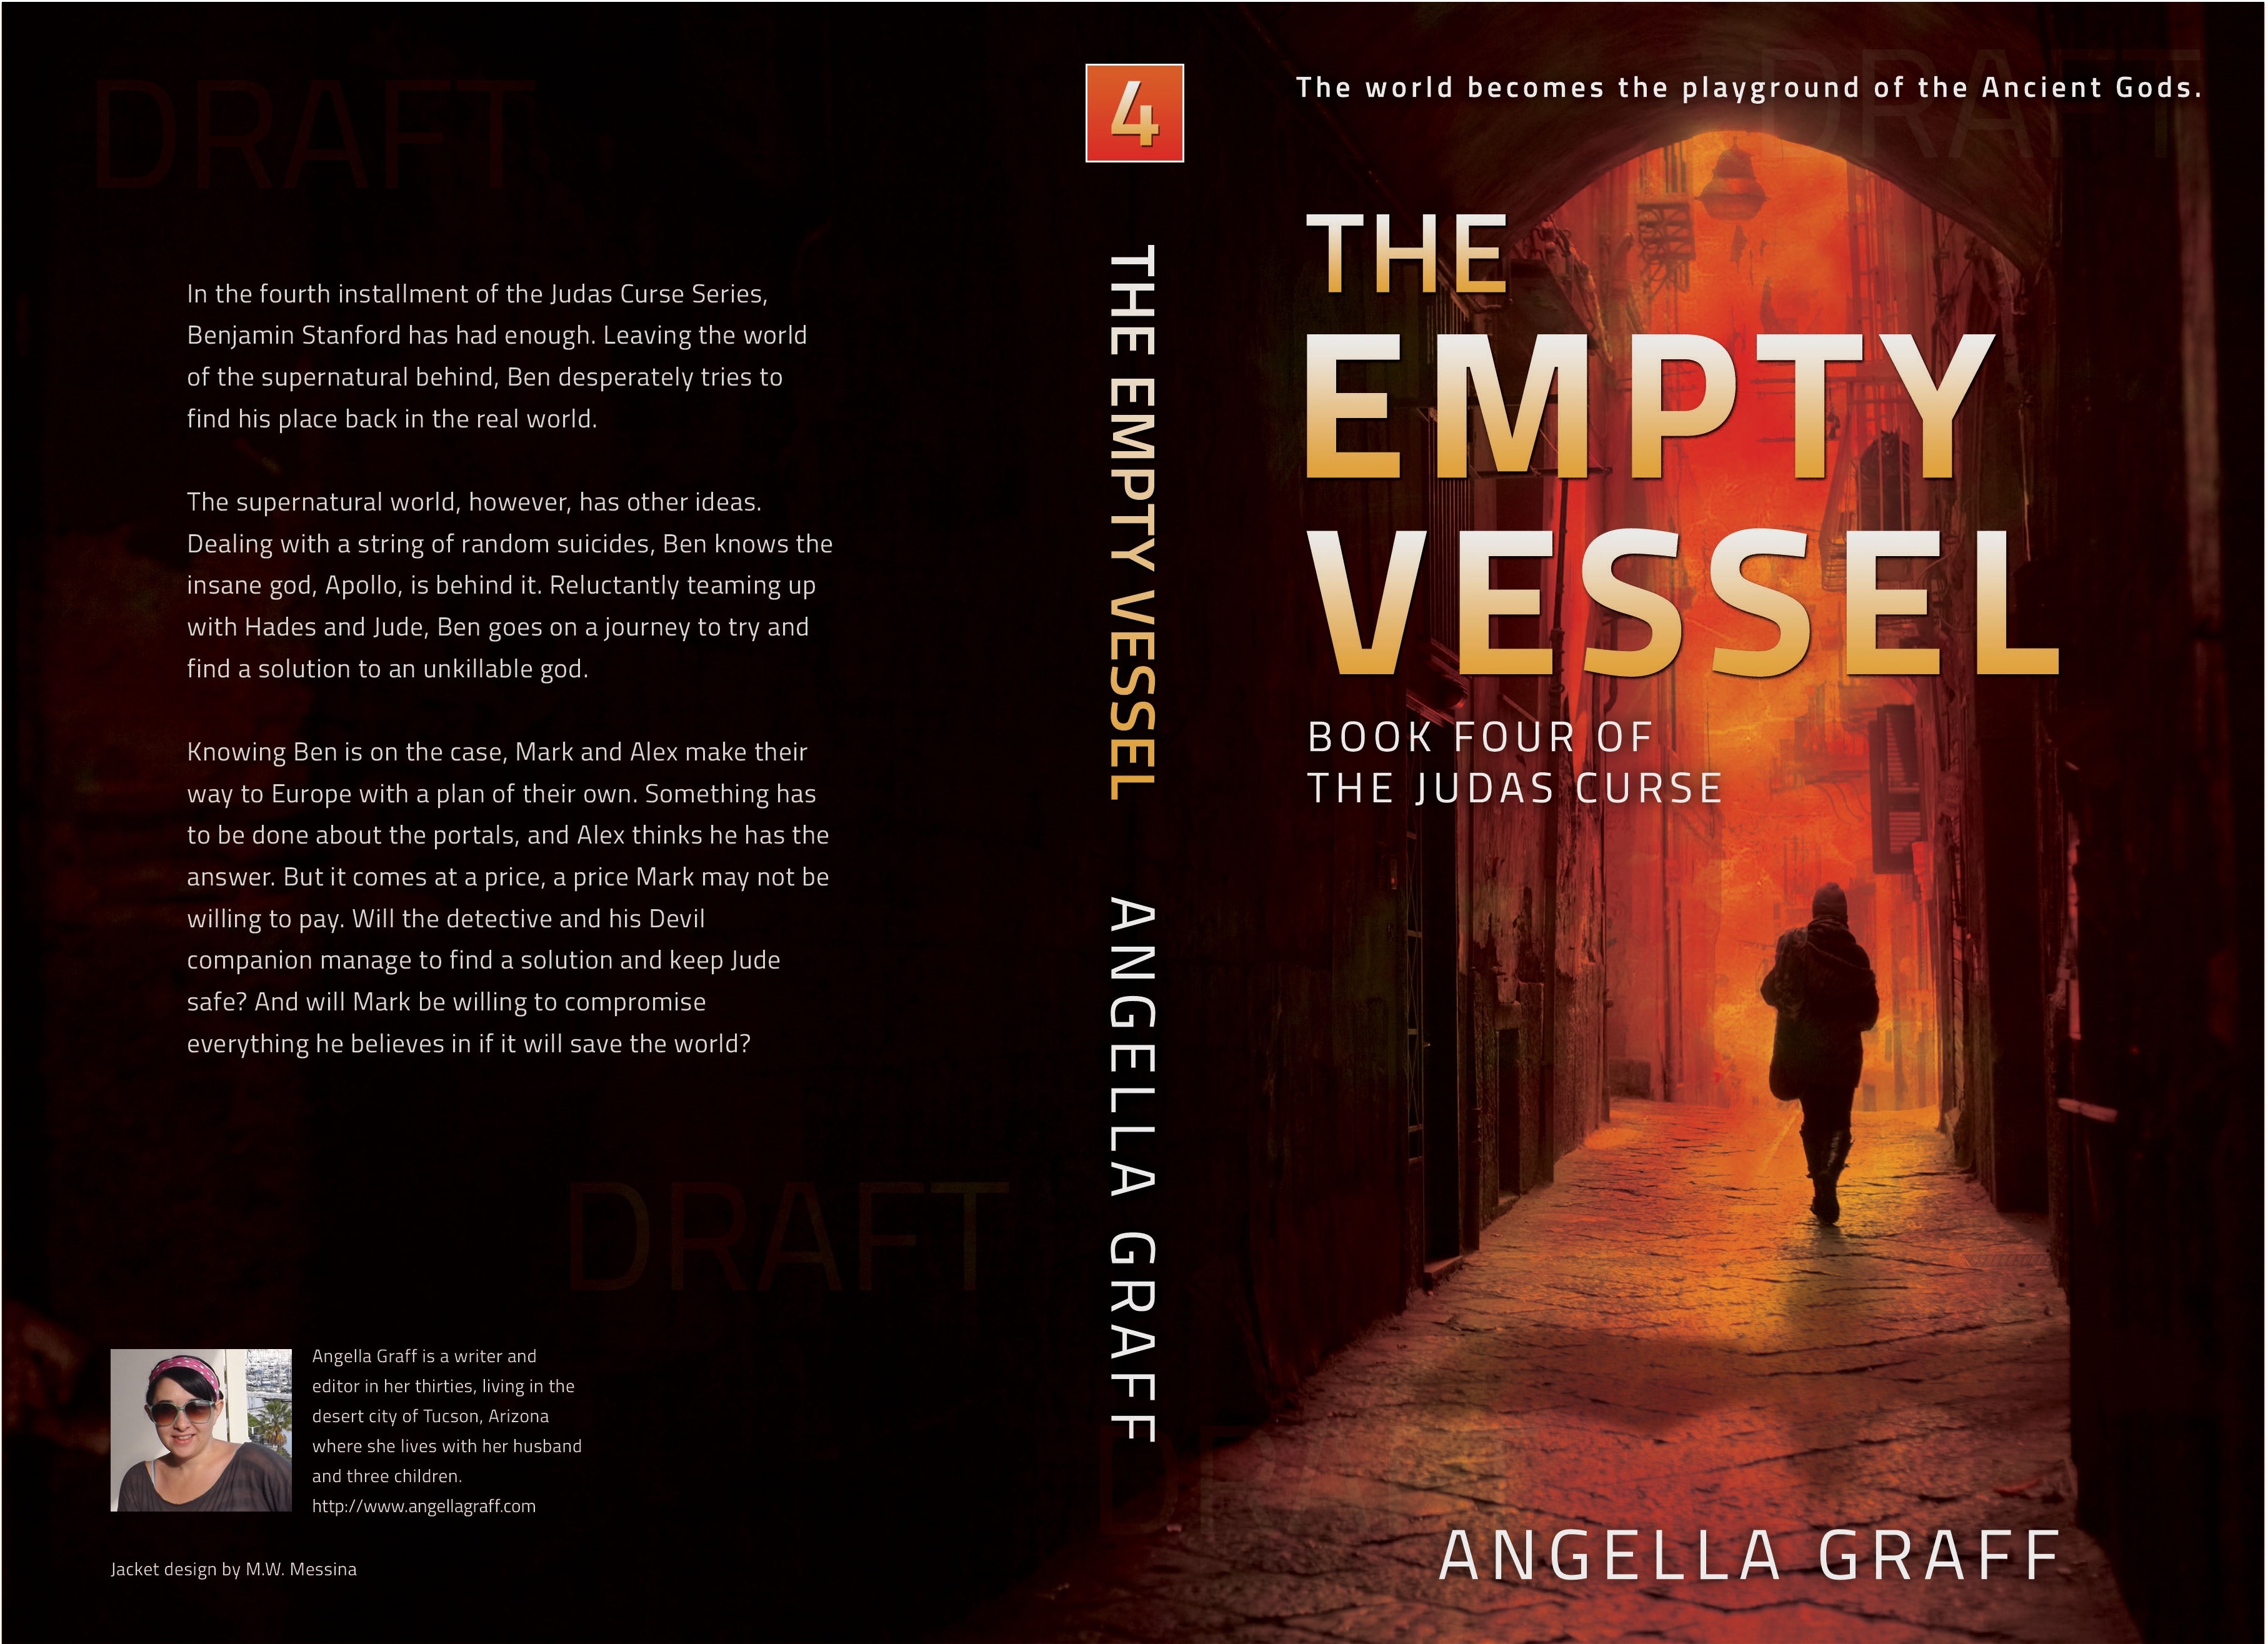 DRAFT
In the fourth installment of the Judas Curse Series,
Benjamin Stanford has had enough. Leaving the world
of the supernatural behind, Ben desperately tries to
find his place back in the real world.
The supernatural world, however, has other ideas.
Dealing with a string of random suicides, Ben knows the
insane god, Apollo, is behind it. Reluctantly teaming up
with Hades and Jude, Ben goes on a journey to try and
find a solution to an unkillable god.
Knowing Ben is on the case, Mark and Alex make their
way to Europe with a plan of their own. Something has
to be done about the portals, and Alex thinks he has the
answer. But it comes at a price, a price Mark may not be
willing to pay. Will the detective and his Devil
companion manage to find a solution and keep Jude
safe? And will Mark be willing to compromise
everything he believes in if it will save the world?
DRAFT
Angella Graff is a writer and
editor in her thirties, living in the
desert city of Tucson, Arizona
where she lives with her husband
and three children.
http://www.angellagraff.com
Jacket design by M.W. Messina
4
THE EMPTY VESSEL ANGELLA GRAFF
The world becomes the playground of the Ancient Gods.
DRAFT
THE
EMPTY
VESSEL
BOOK FOUR OF
THE JUDAS CURSE
DRAFT
ANGELLA GRAFF